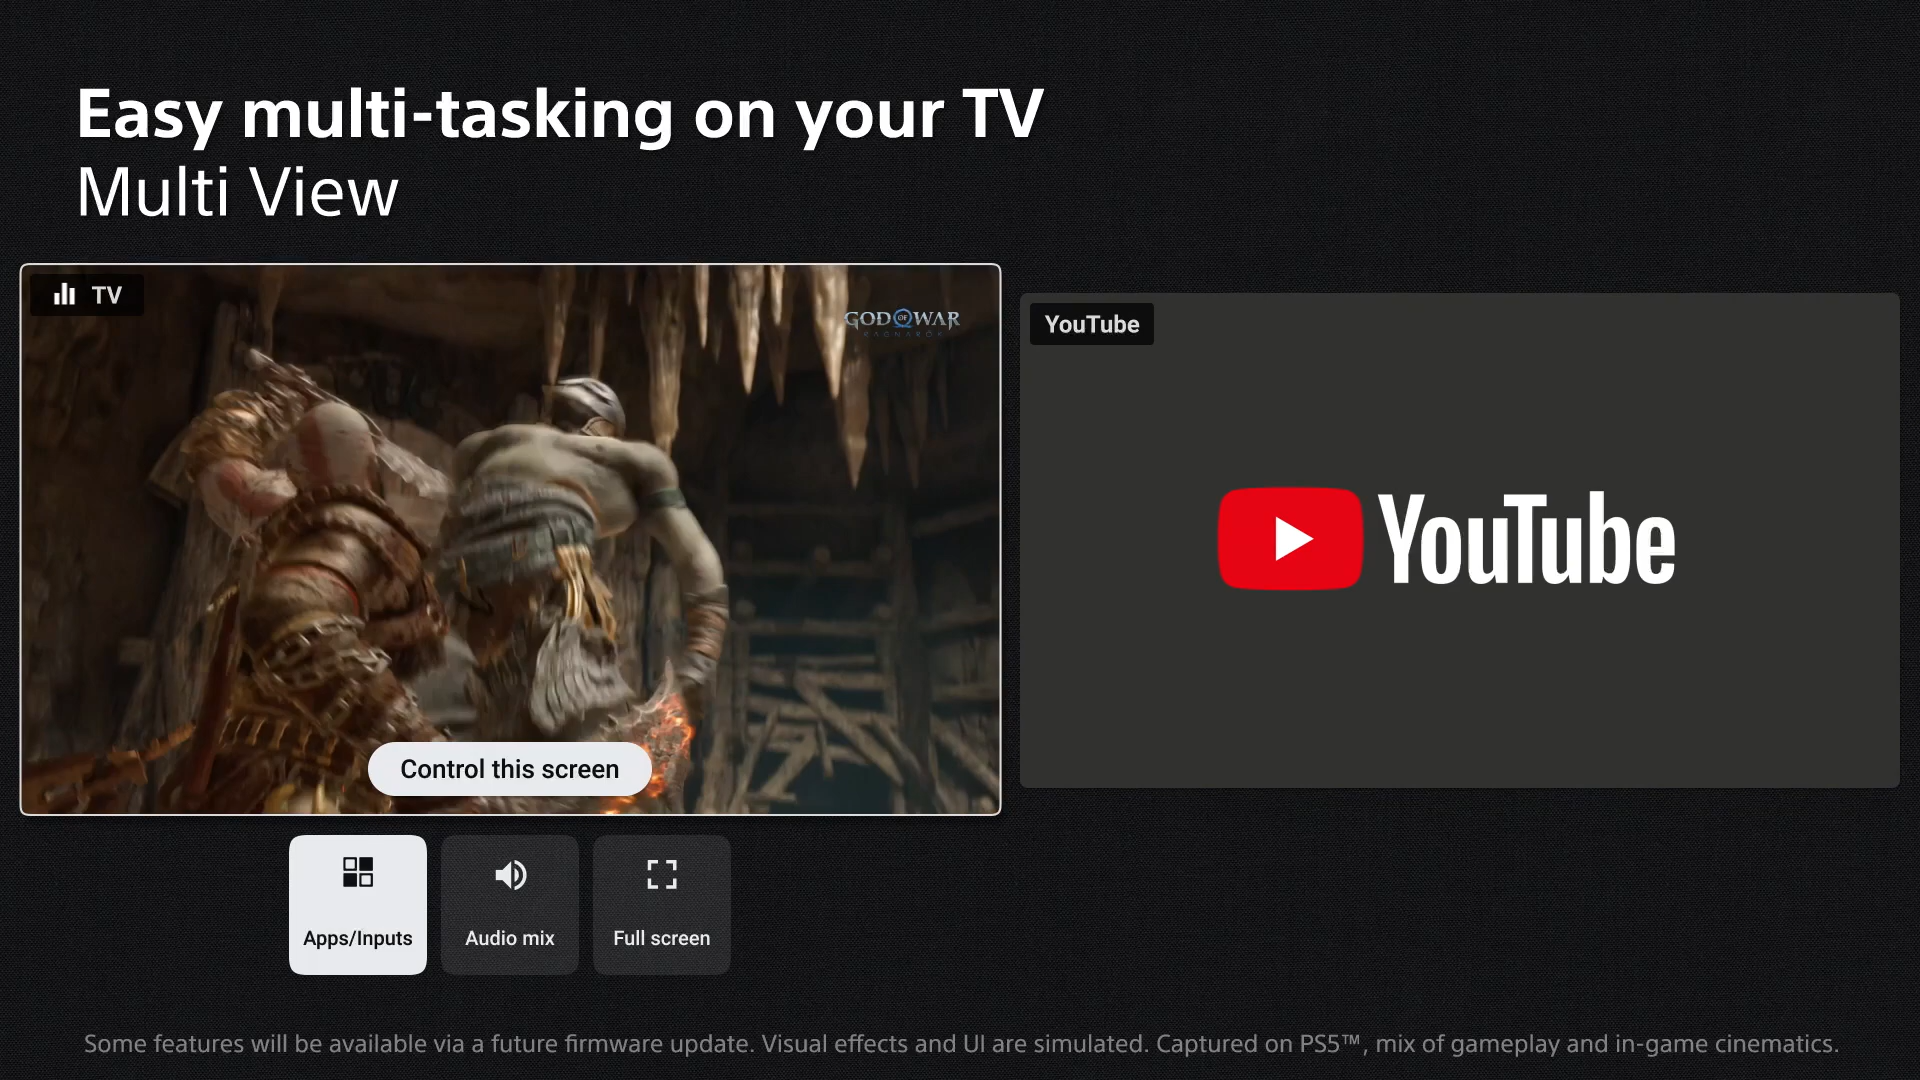 Easy multi-tasking on your TV
Multi View
TV
GOD OF WAR
RAGNARÖK
YouTube
YouTube
Control this screen
Apps/Inputs
Audio mix
Full screen
Some features will be available via a future firmware update. Visual effects and UI are simulated. Captured on PS5™, mix of gameplay and in-game cinematics.